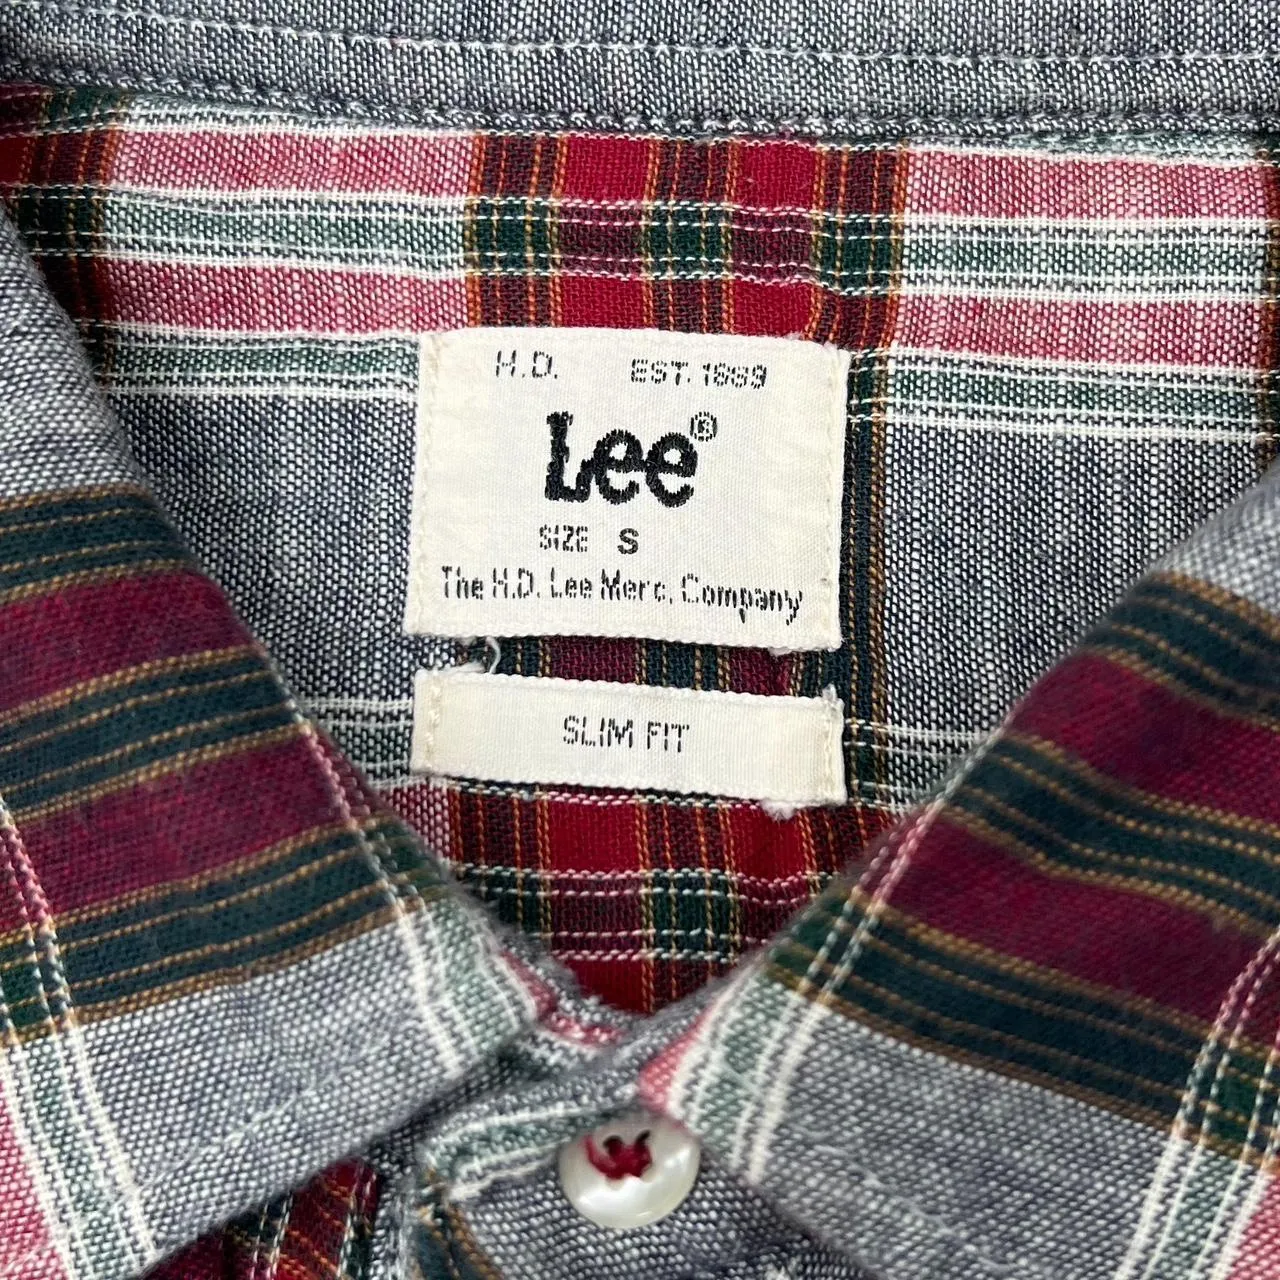 H.D. EST. 1889
Lee®
SIZE S
The H.D. Lee Merc. Company
SLIM FIT